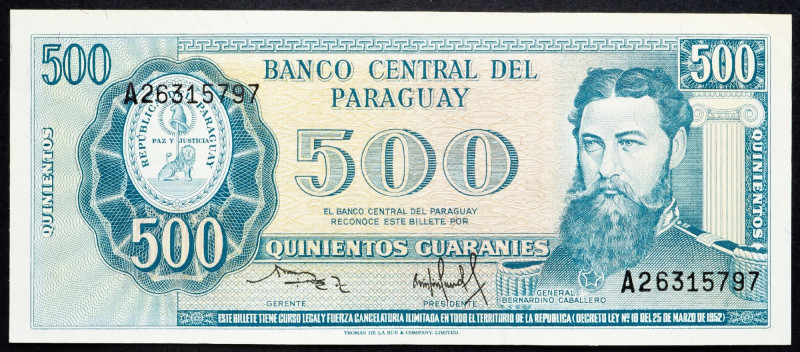 500
BANCO CENTRAL DEL
PARAGUAY
500
A26315797
REPUBLICA DEL PARAGUAY
PAZ Y JUSTICIA
QUINIENTOS
500
QUINIENTOS
EL BANCO CENTRAL DEL PARAGUAY
RECONOCE ESTE BILLETE POR
500
QUINIENTOS GUARANIES
GERENTE
PRESIDENTE
GENERAL
BERNARDINO CABALLERO
A26315797
ESTE BILLETE TIENE CURSO LEGAL Y FUERZA CANCELATORIA ILIMITADA EN TODO EL TERRITORIO DE LA REPUBLICA (DECRETO LEY Nº 18 DEL 25 DE MARZO DE 1952)
THOMAS DE LA RUE & COMPANY, LIMITED.